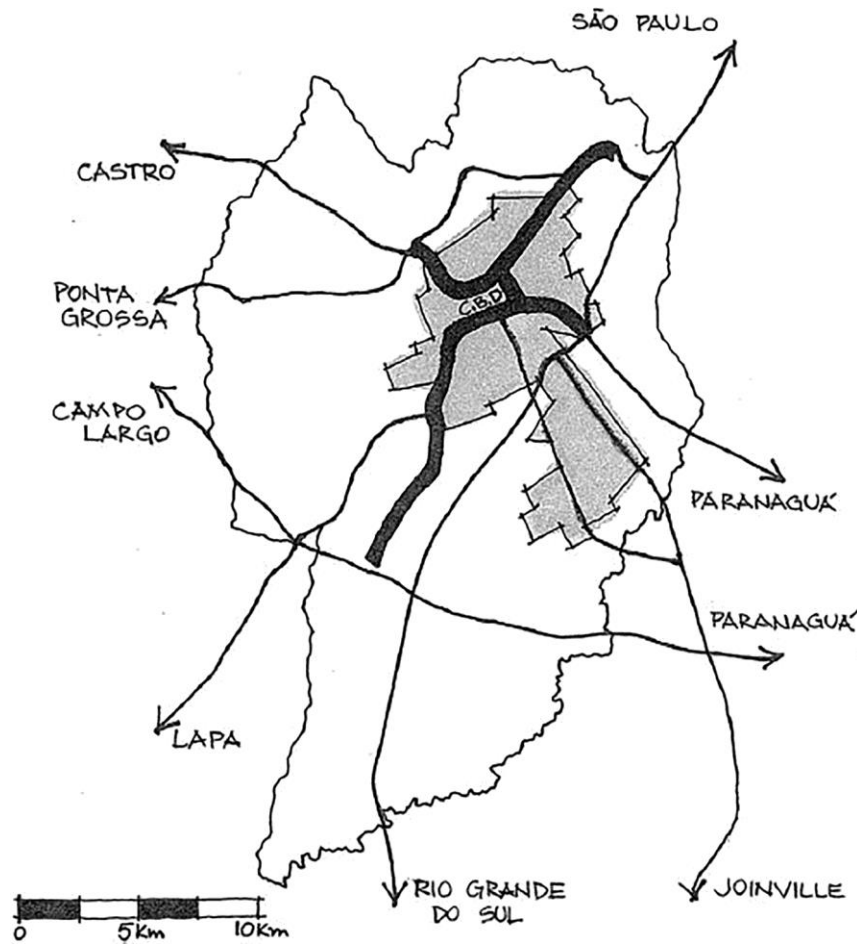 SÃO PAULO
CASTRO
PONTA
GROSSA
C.B.D.
CAMPO
LARGO
PARANAGUÁ
PARANAGUÁ
LAPA
RIO GRANDE
DO SUL
JOINVILLE
0 5Km 10Km